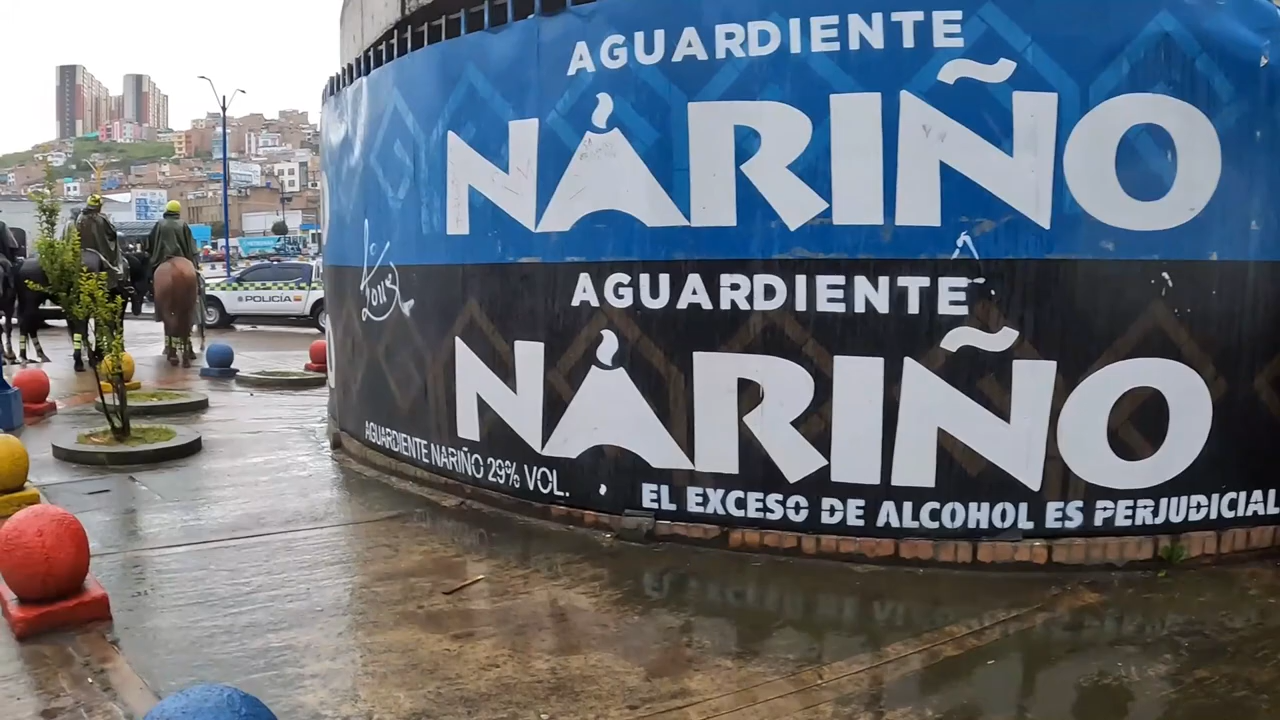 AGUARDIENTE
NARIÑO
AGUARDIENTE
NARIÑO
AGUARDIENTE NARIÑO 29% VOL.
EL EXCESO DE ALCOHOL ES PERJUDICIAL
POLICÍA